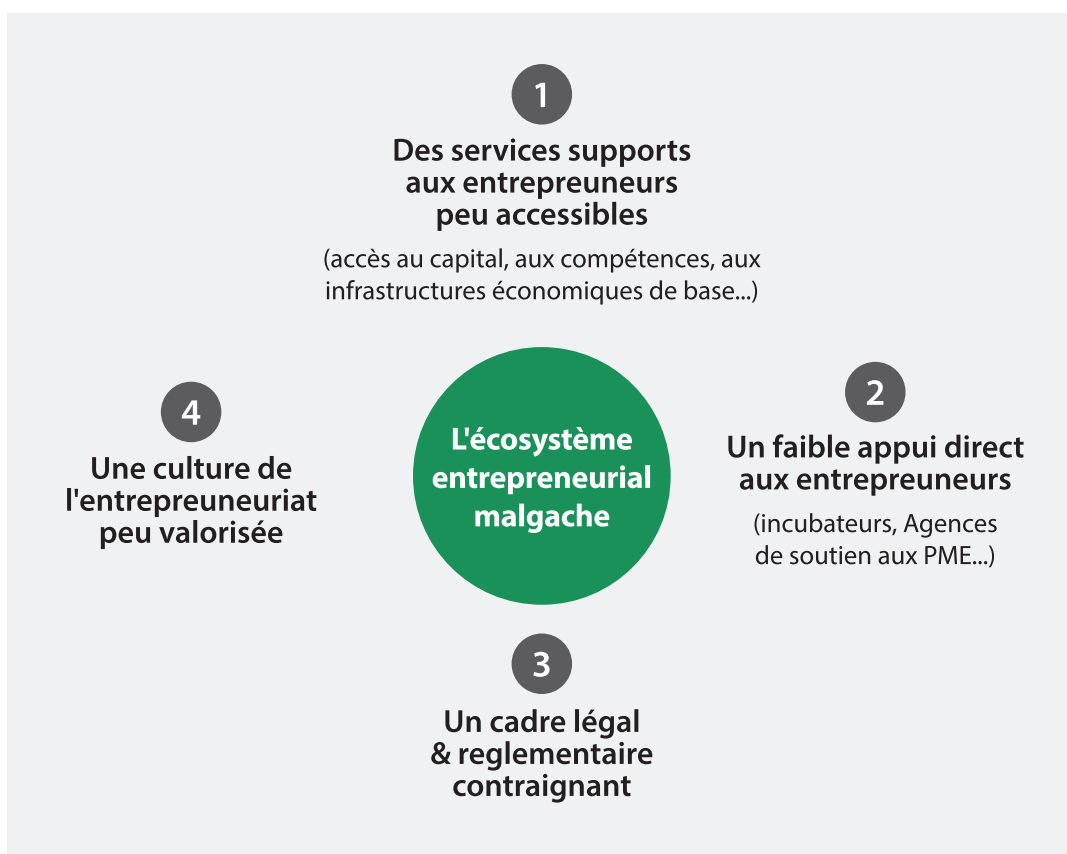 1
Des services supports
aux entrepreuneurs
peu accessibles
(accès au capital, aux compétences, aux
infrastructures économiques de base...)
2
Un faible appui direct
aux entrepreuneurs
(incubateurs, Agences
de soutien aux PME...)
3
Un cadre légal
& reglementaire
contraignant
4
Une culture de
l'entrepreuneuriat
peu valorisée
L'écosystème
entrepreneurial
malgache